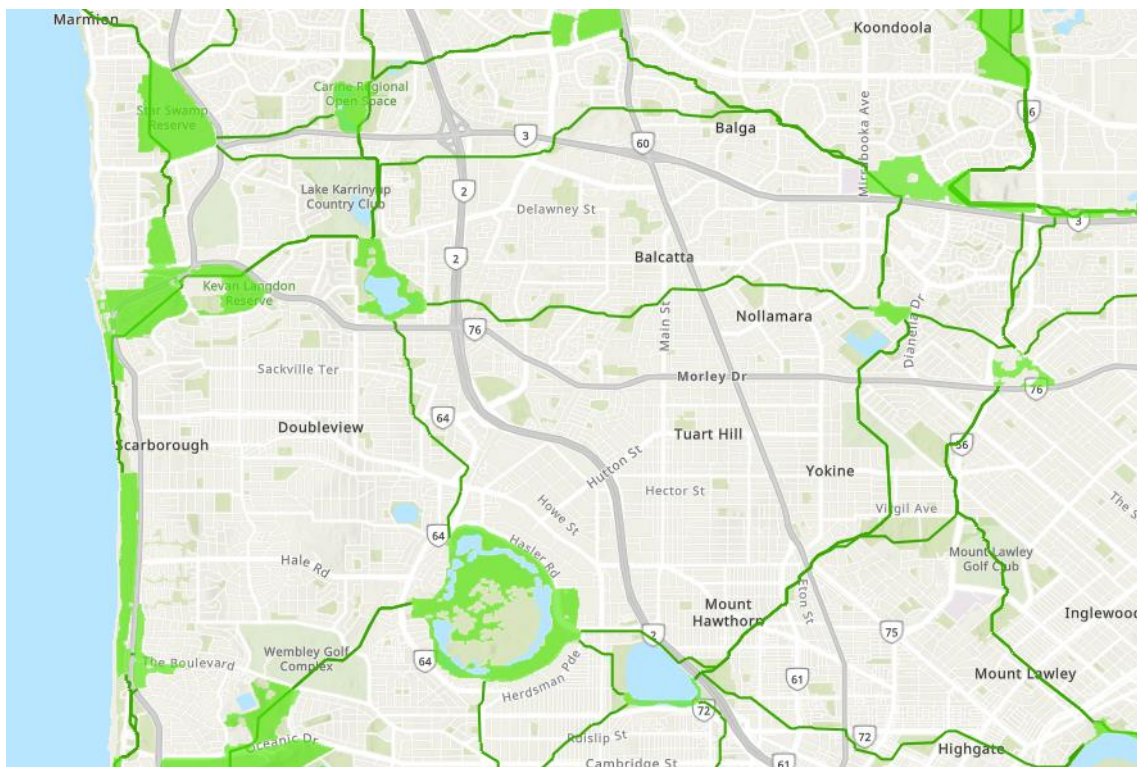 Marmion
Koondoola
Carine Regional
Open Space
Star Swamp
Reserve
36
3
Balga
60
Mirrabooka Ave
Lake Karrinyup
Country Club
2
Delawney St
3
2
Balcatta
Kevan Langdon
Reserve
Main St
Nollamara
Dianella Dr
76
Sackville Ter
Morley Dr
76
64
Doubleview
Tuart Hill
Scarborough
56
Hutton St
Yokine
Hector St
The S
Howe St
Virgil Ave
64
Hasler Rd
Mount Lawley
Golf Club
Hale Rd
Eton St
Mount
Hawthorn
Inglewood
2
75
Wembley Golf
Complex
The Boulevard
64
Pde
Mount Lawley
61
Herdsman
72
Ruislip St
72
Oceanic Dr
Highgate
Cambridge St
61